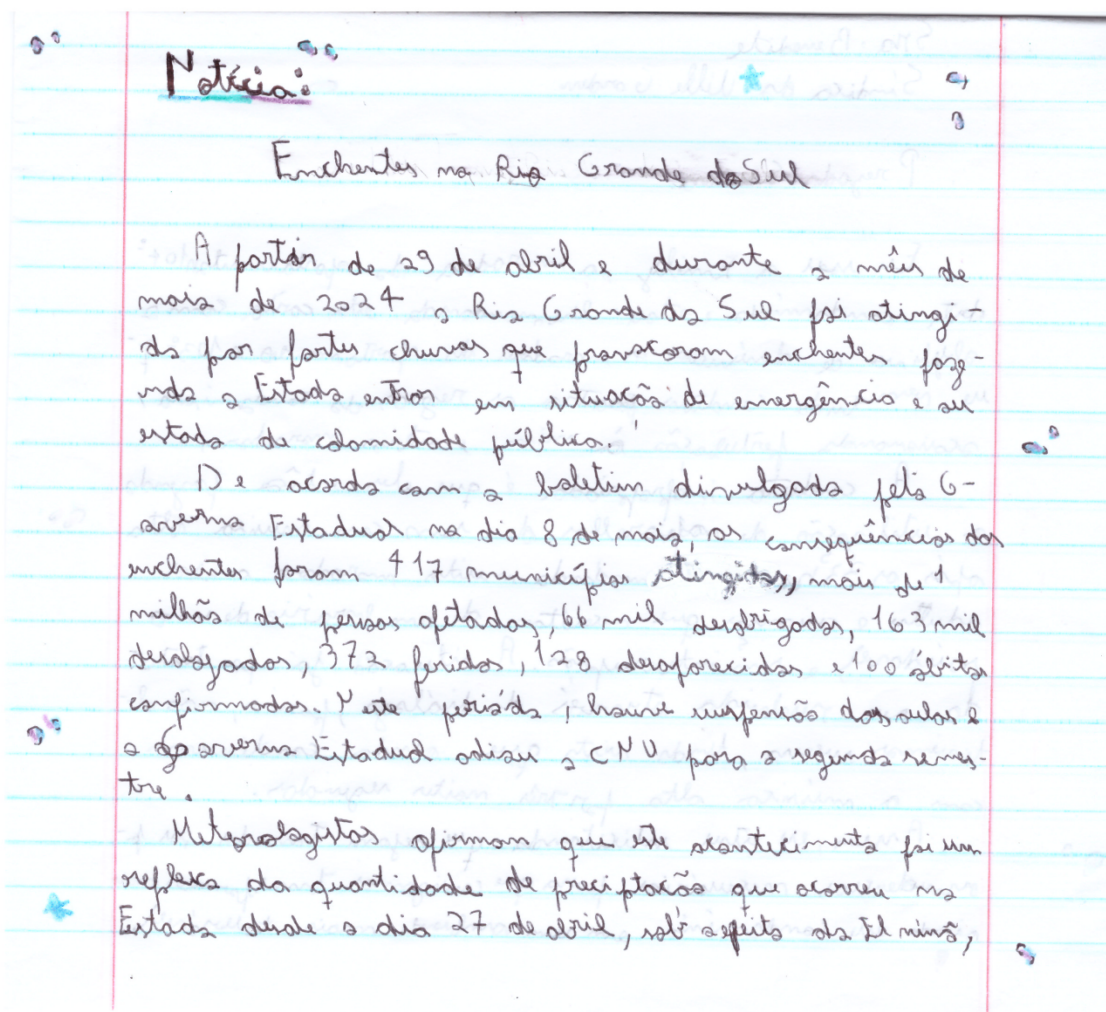 Notícia:
Enchentes no Rio Grande do Sul
A partir de 29 de abril e durante o mês de
maio de 2024 o Rio Grande do Sul foi atingi-
do por fortes chuvas que provocaram enchentes faze-
ndo o Estado entrar em situação de emergência e seu
estado de calamidade pública.
De acordo com o boletim divulgado pelo G-
overno Estadual no dia 8 de maio, as consequências das
enchentes foram 417 municípios atingidos, mais de 1
milhão de pessoas afetadas, 66 mil desabrigados, 163 mil
desalojados, 372 feridos, 128 desaparecidos e 100 óbitos
confirmados. Neste período, houve suspensão das aulas e
o governo Estadual adiou o CNU para o segundo semes-
tre.
Meteorologistas afirmam que este acontecimento foi um
reflexo da quantidade de preciptação que ocorreu no
Estado desde o dia 27 de abril, sob efeito do El ninõ,